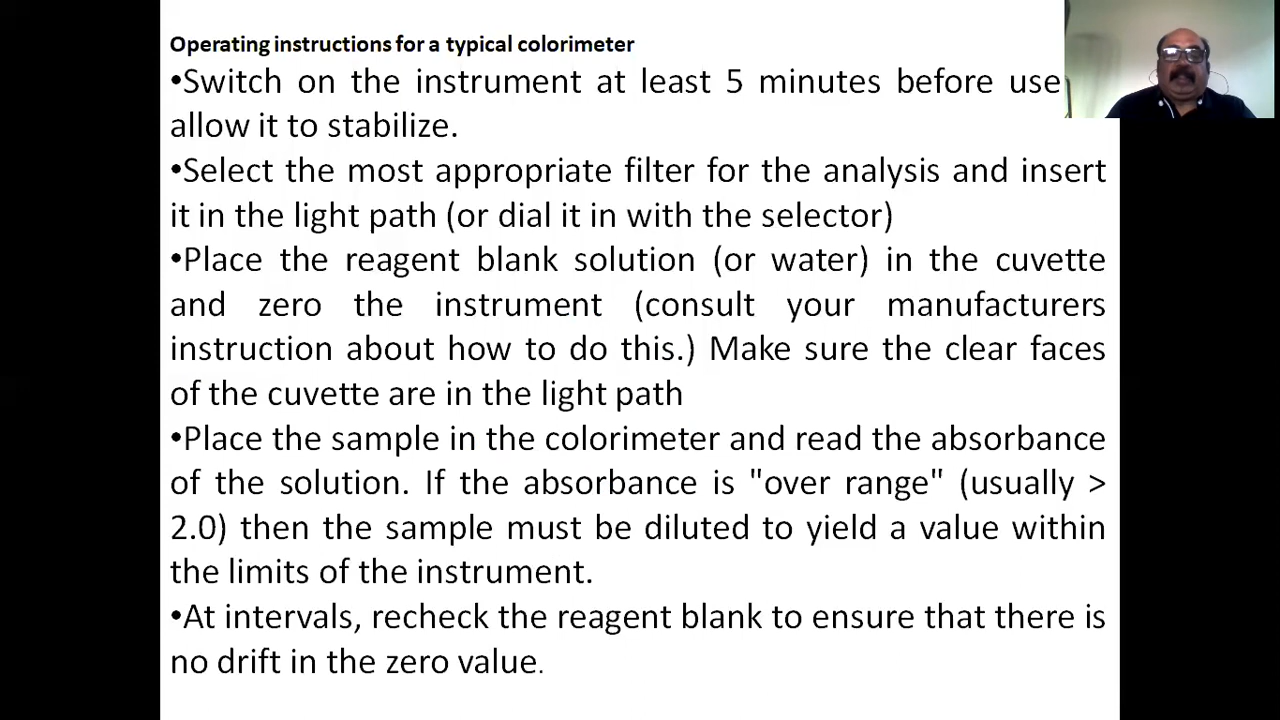 Operating instructions for a typical colorimeter
•Switch on the instrument at least 5 minutes before use
allow it to stabilize.
•Select the most appropriate filter for the analysis and insert
it in the light path (or dial it in with the selector)
•Place the reagent blank solution (or water) in the cuvette
and zero the instrument (consult your manufacturers
instruction about how to do this.) Make sure the clear faces
of the cuvette are in the light path
•Place the sample in the colorimeter and read the absorbance
of the solution. If the absorbance is "over range" (usually >
2.0) then the sample must be diluted to yield a value within
the limits of the instrument.
•At intervals, recheck the reagent blank to ensure that there is
no drift in the zero value.